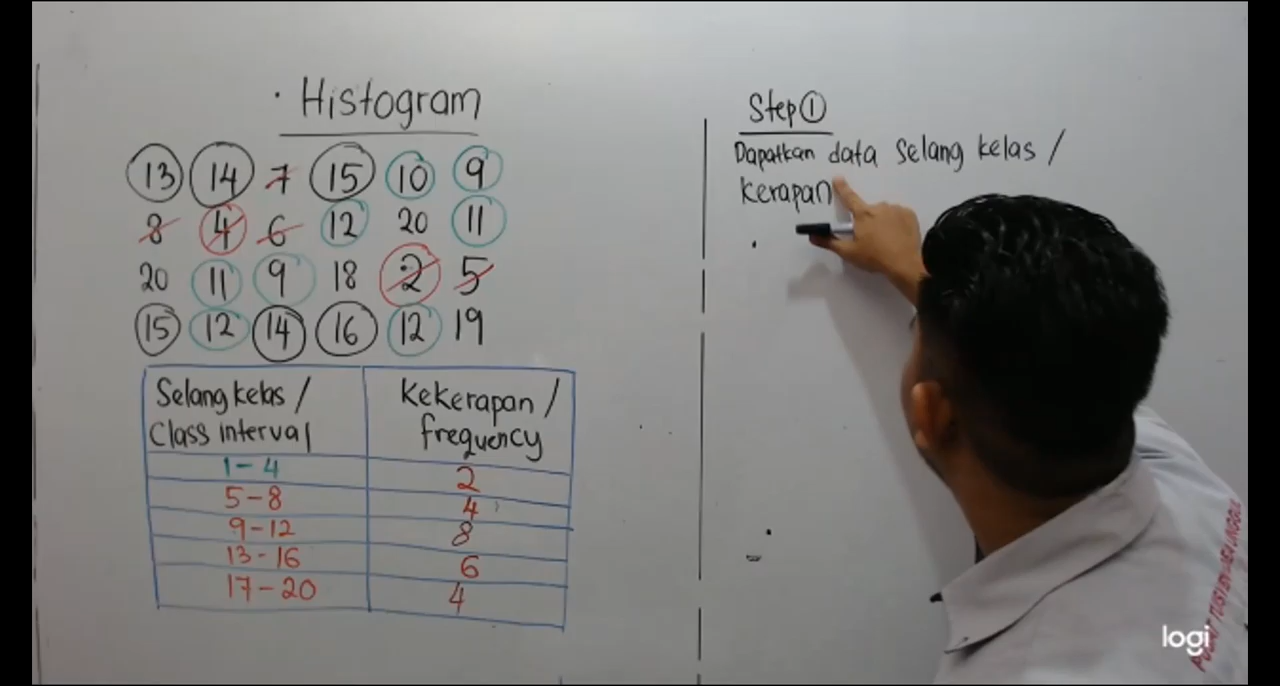 · Histogram
13 14 7 15 10 9
8 4 6 12 20 11
20 11 9 18 2 5
15 12 14 16 12 19
Selang kelas /
Class interval
Kekerapan /
frequency
1-4 2
5-8 4
9-12 8
13-16 6
17-20 4
Step ①
Dapatkan data Selang kelas /
Kerapan
logi